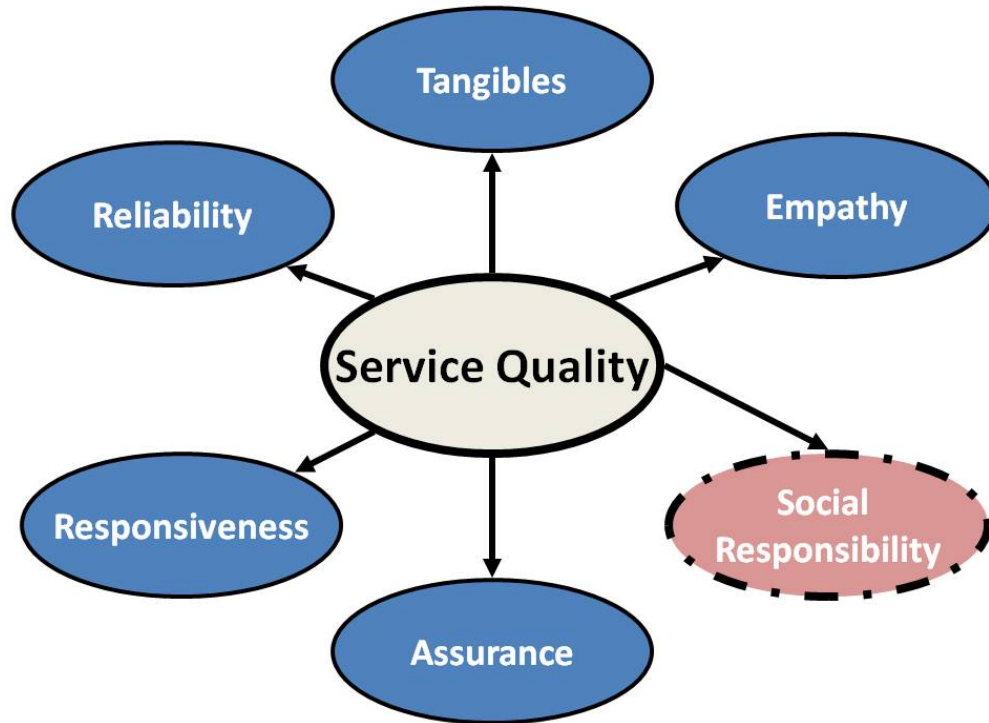 Tangibles
Reliability
Empathy
Service Quality
Responsiveness
Social
Responsibility
Assurance